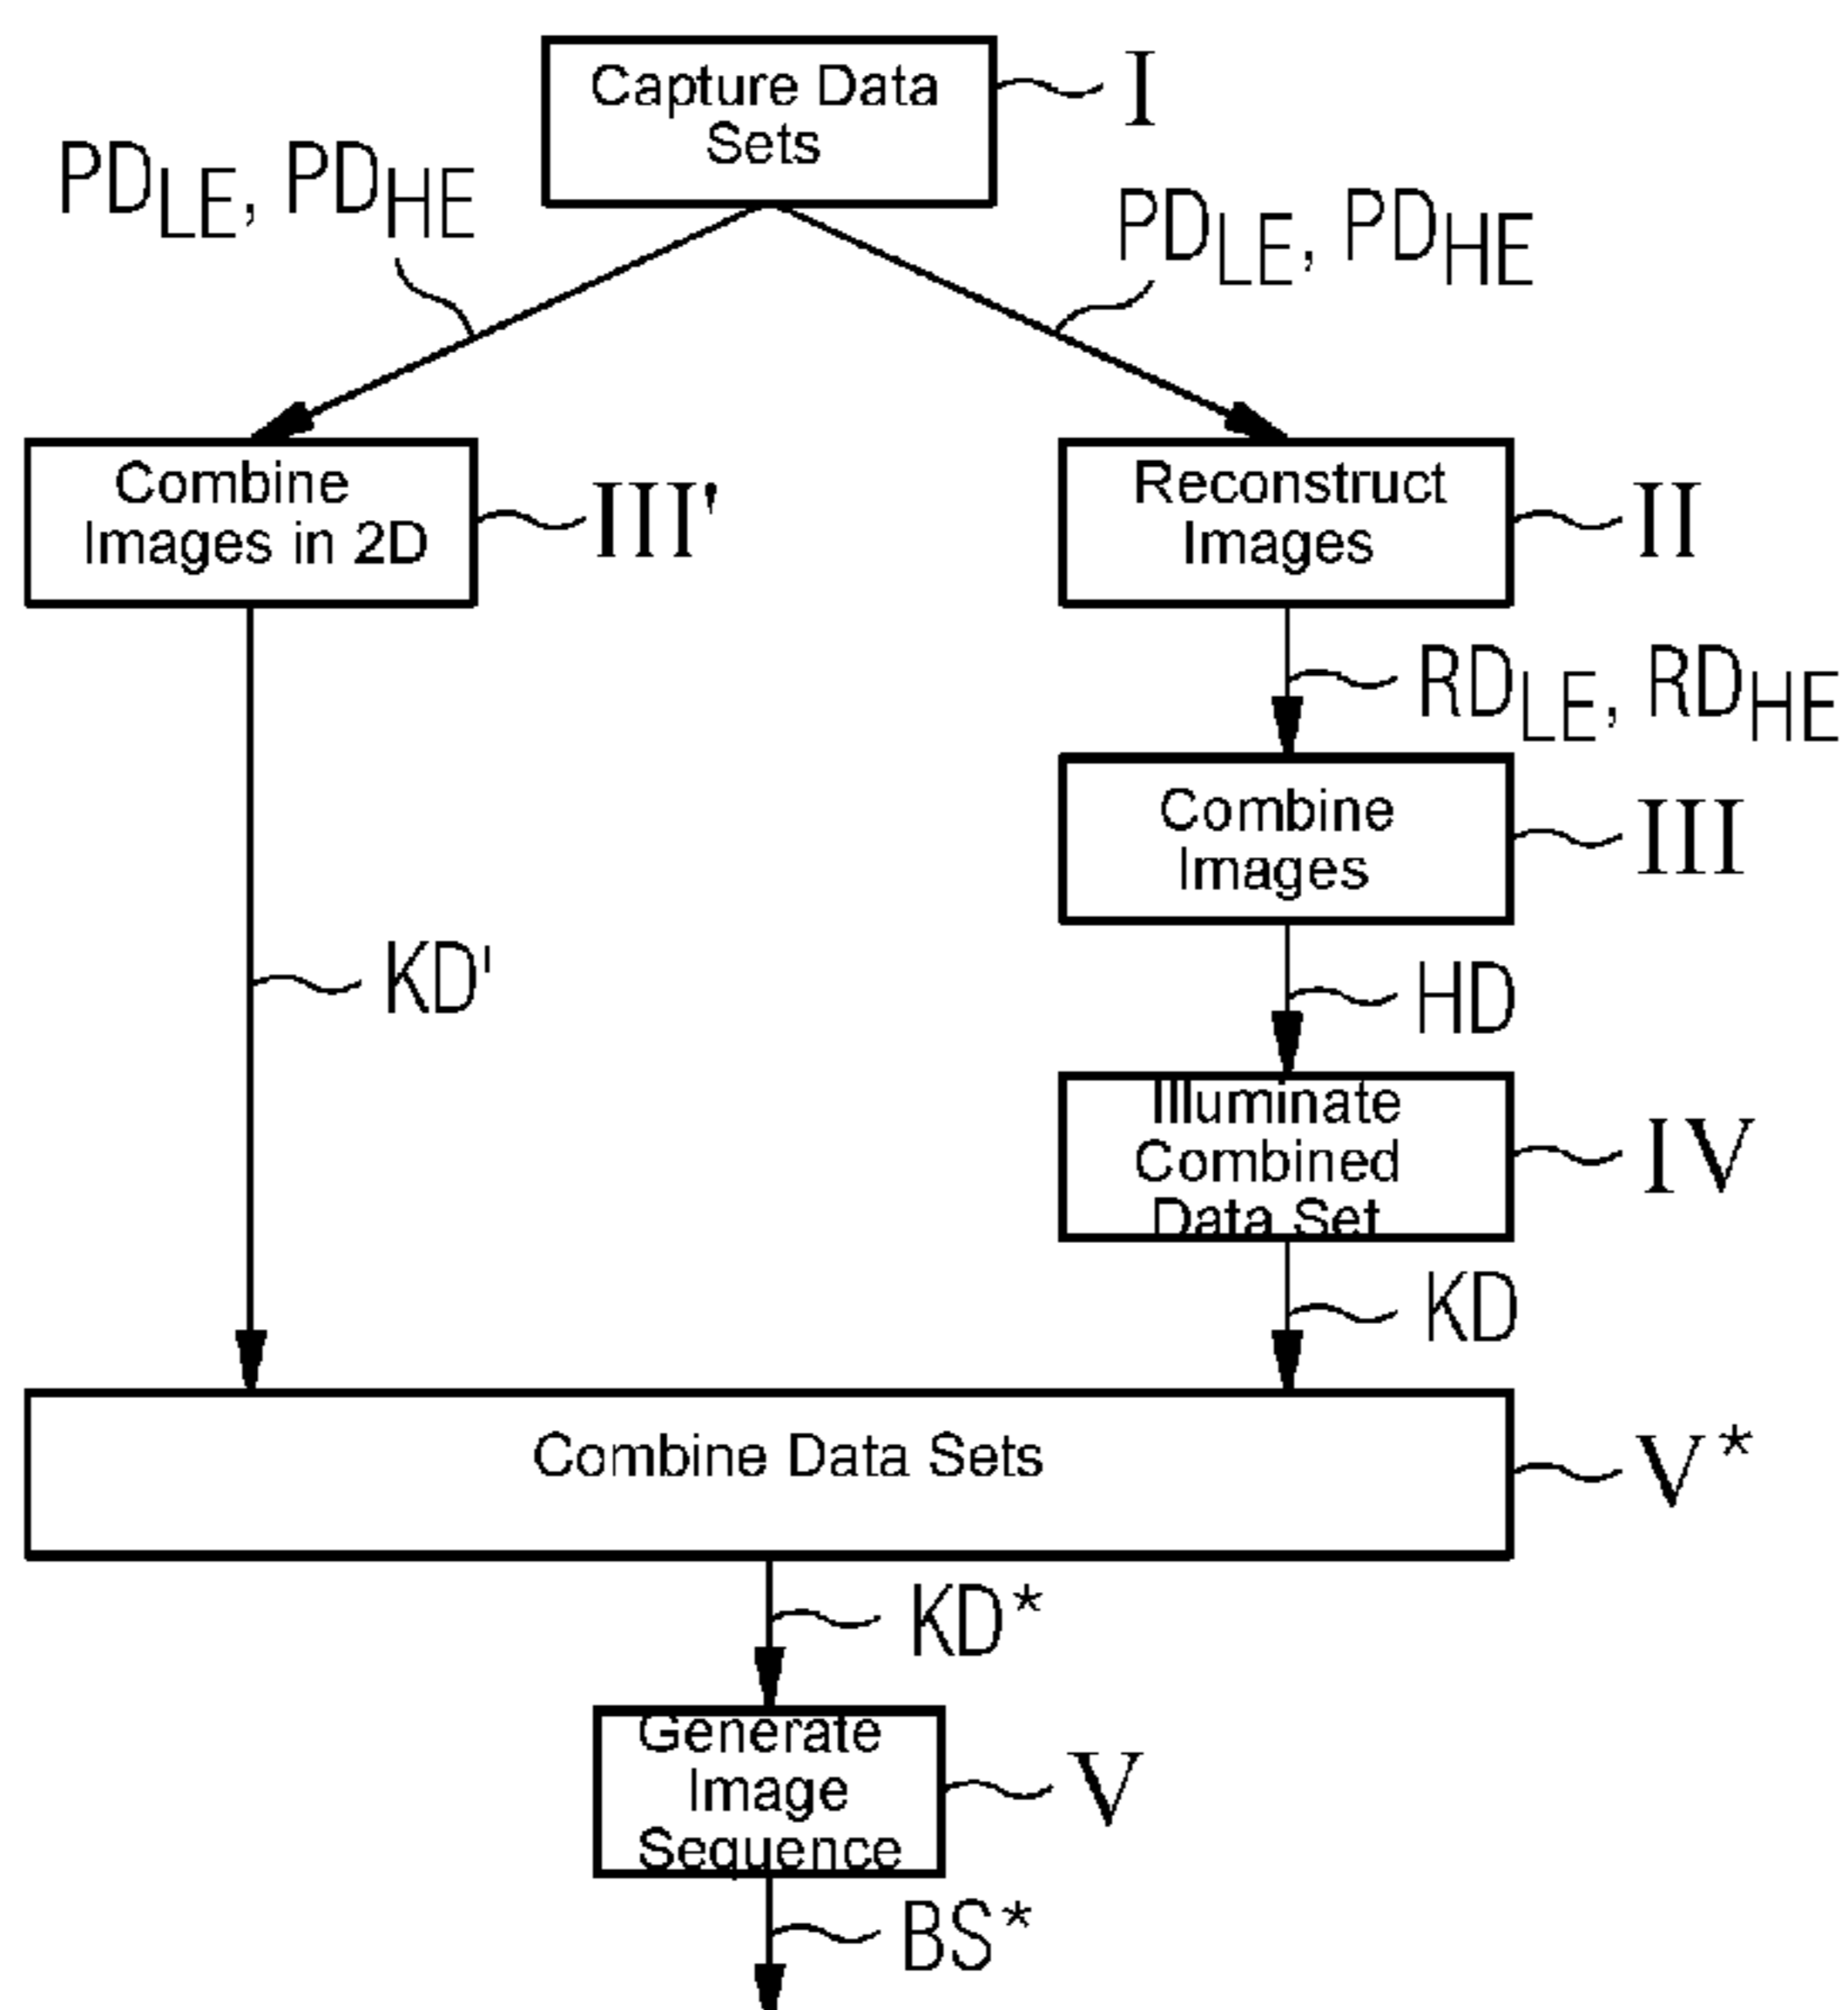 Capture Data
Sets
I
PDLE, PDHE
PDLE, PDHE
Combine
Images in 2D
III'
Reconstruct
Images
II
RDLE, RDHE
Combine
Images
III
KD'
HD
Illuminate
Combined
Data Set
IV
KD
Combine Data Sets
V*
KD*
Generate
Image
Sequence
V
BS*